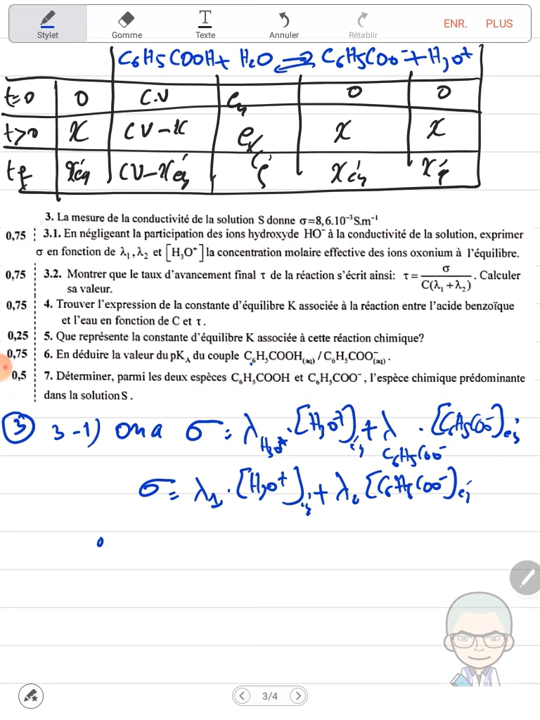 Stylet Gomme Texte Annuler Rétablir ENR. PLUS
C6H5COOH + H2O ⇌ C6H5COO⁻ + H3O⁺
t=0 0 C.V 0 0
t>0 x CV-x x x
tf xéq CV-xéq xéq xéq
3. La mesure de la conductivité de la solution S donne σ=8,6.10⁻³S.m⁻¹
0,75 3.1. En négligeant la participation des ions hydroxyde HO⁻ à la conductivité de la solution, exprimer
σ en fonction de λ₁,λ₂ et [H₃O⁺] la concentration molaire effective des ions oxonium à l'équilibre.
0,75 3.2. Montrer que le taux d'avancement final τ de la réaction s'écrit ainsi: τ = σ / C(λ₁+λ₂) . Calculer
sa valeur.
0,75 4. Trouver l'expression de la constante d'équilibre K associée à la réaction entre l'acide benzoïque
et l'eau en fonction de C et τ.
0,25 5. Que représente la constante d'équilibre K associée à cette réaction chimique?
0,75 6. En déduire la valeur du pK_A du couple C₆H₅COOH(aq) / C₆H₅COO⁻(aq).
0,5 7. Déterminer, parmi les deux espèces C₆H₅COOH et C₆H₅COO⁻, l'espèce chimique prédominante
dans la solution S.
③ 3-1) on a σ = λH3O⁺ . [H3O⁺]éq + λC6H5COO⁻ . [C6H5COO⁻]éq
σ = λ1 . [H3O⁺]éq + λ2 [C6H5COO⁻]éq
3/4